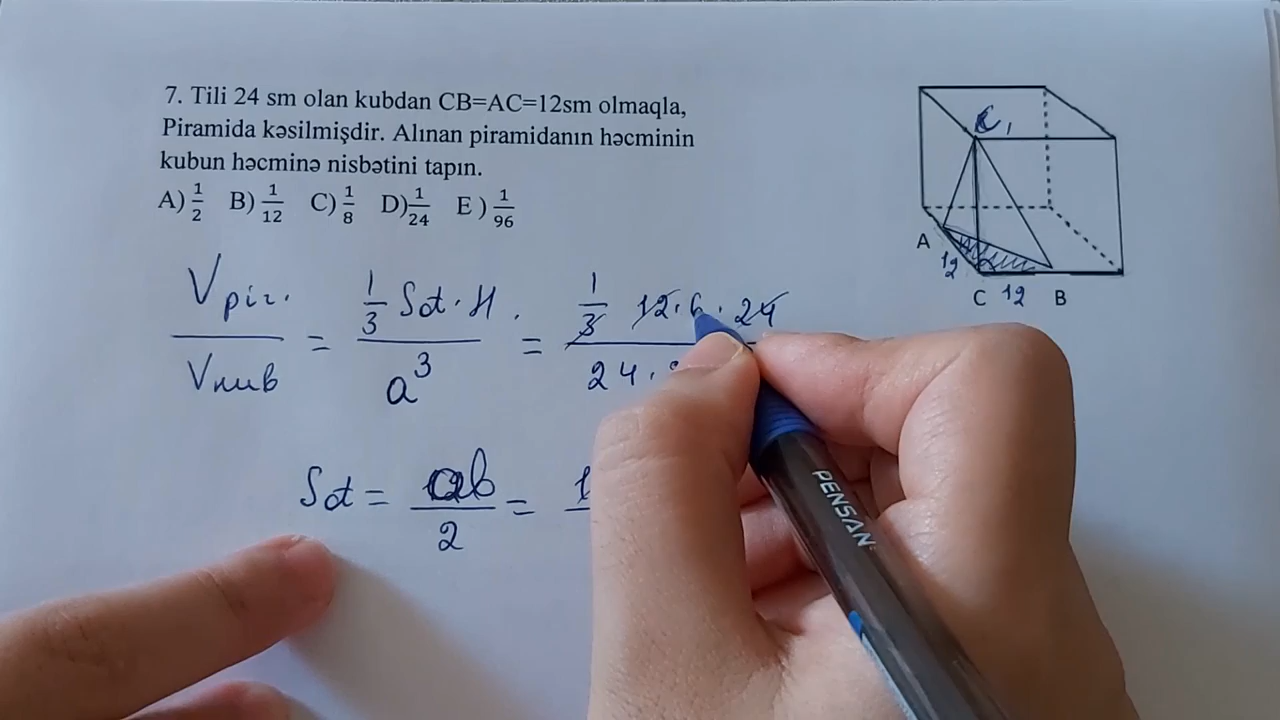 7. Tili 24 sm olan kubdan CB=AC=12sm olmaqla,
Piramida kəsilmişdir. Alınan piramidanın həcminin
kubun həcminə nisbətini tapın.
A) 1/2 B) 1/12 C) 1/8 D) 1/24 E ) 1/96
C1
A
12
C 12 B
Vpir. / Vkub = 1/3 Sot · H / a³ = 1/3 12 · 6 · 24 / 24 ·
Sot = ab / 2 =
PENSAN